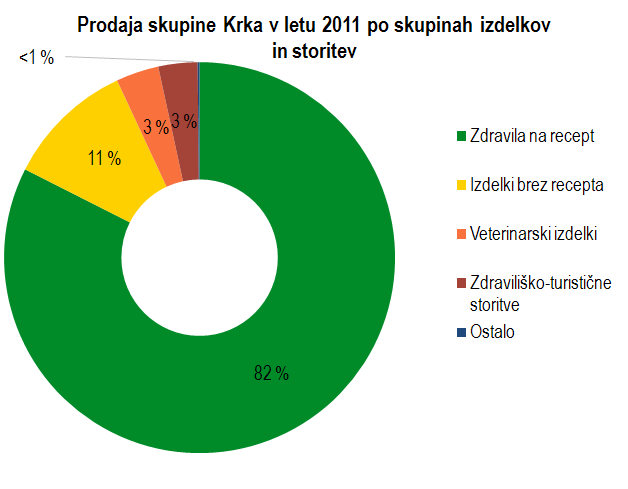 Prodaja skupine Krka v letu 2011 po skupinah izdelkov
in storitev
<1 %
3 %
3 %
11 %
82 %
Zdravila na recept
Izdelki brez recepta
Veterinarski izdelki
Zdraviliško-turistične
storitve
Ostalo